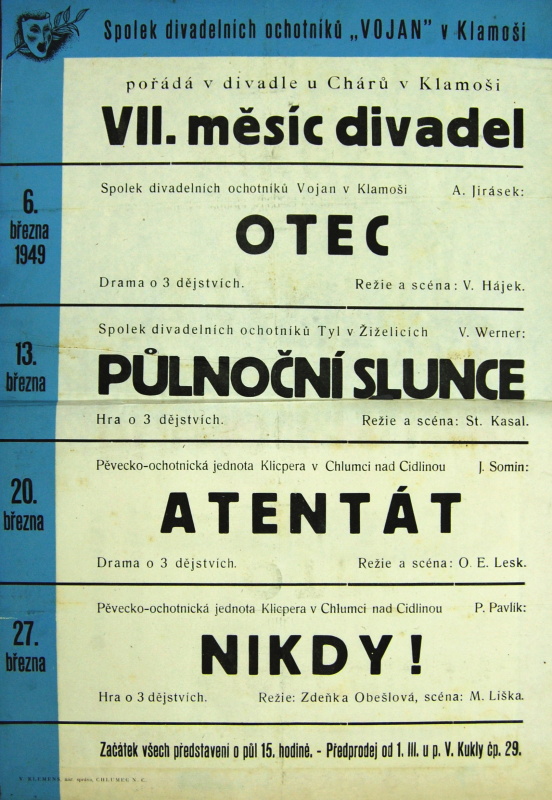 Spolek divadelních ochotníků „VOJAN" v Klamoši
pořádá v divadle u Chárů v Klamoši
VII. měsíc divadel
6.
března
1949
Spolek divadelních ochotníků Vojan v Klamoši A. Jirásek:
OTEC
Drama o 3 dějstvích. Režie a scéna: V. Hájek.
13.
března
Spolek divadelních ochotníků Tyl v Žiželicích V. Werner:
PŮLNOČNÍ SLUNCE
Hra o 3 dějstvích. Režie a scéna: St. Kasal.
20.
března
Pěvecko-ochotnická jednota Klicpera v Chlumci nad Cidlinou J. Somin:
ATENTÁT
Drama o 3 dějstvích. Režie a scéna: O. E. Lesk.
27.
března
Pěvecko-ochotnická jednota Klicpera v Chlumci nad Cidlinou P. Pavlík:
NIKDY!
Hra o 3 dějstvích. Režie: Zdeňka Obešlová, scéna: M. Liška.
Začátek všech představení o půl 15. hodině. - Předprodej od 1. III. u p. V. Kukly čp. 29.
V. KLEMENS, nár. správa, CHLUMEC N. C.